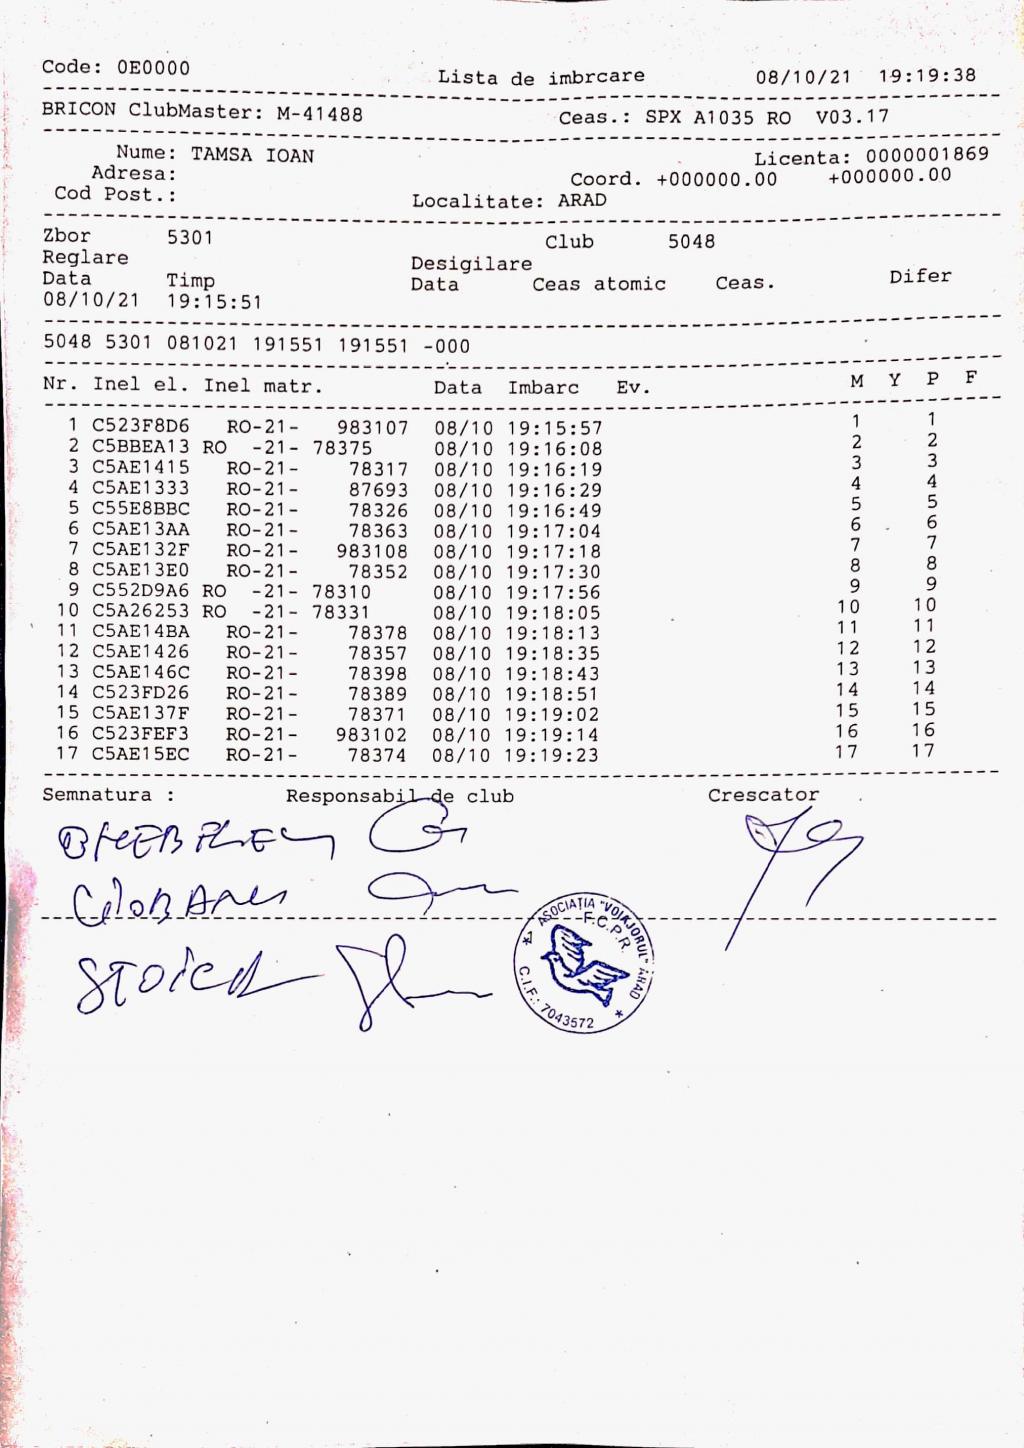 Code: 0E0000 Lista de imbrcare 08/10/21 19:19:38
BRICON ClubMaster: M-41488 Ceas.: SPX A1035 RO V03.17
Nume: TAMSA IOAN Licenta: 0000001869
Adresa: Coord. +000000.00 +000000.00
Cod Post.: Localitate: ARAD
Zbor 5301 Club 5048
Reglare Desigilare
Data Timp Data Ceas atomic Ceas. Difer
08/10/21 19:15:51
5048 5301 081021 191551 191551 -000
Nr. Inel el. Inel matr. Data Imbarc Ev. M Y P F
1 C523F8D6 RO-21- 983107 08/10 19:15:57 1 1
2 C5BBEA13 RO -21- 78375 08/10 19:16:08 2 2
3 C5AE1415 RO-21- 78317 08/10 19:16:19 3 3
4 C5AE1333 RO-21- 87693 08/10 19:16:29 4 4
5 C55E8BBC RO-21- 78326 08/10 19:16:49 5 5
6 C5AE13AA RO-21- 78363 08/10 19:17:04 6 6
7 C5AE132F RO-21- 983108 08/10 19:17:18 7 7
8 C5AE13E0 RO-21- 78352 08/10 19:17:30 8 8
9 C552D9A6 RO -21- 78310 08/10 19:17:56 9 9
10 C5A26253 RO -21- 78331 08/10 19:18:05 10 10
11 C5AE14BA RO-21- 78378 08/10 19:18:13 11 11
12 C5AE1426 RO-21- 78357 08/10 19:18:35 12 12
13 C5AE146C RO-21- 78398 08/10 19:18:43 13 13
14 C523FD26 RO-21- 78389 08/10 19:18:51 14 14
15 C5AE137F RO-21- 78371 08/10 19:19:02 15 15
16 C523FEF3 RO-21- 983102 08/10 19:19:14 16 16
17 C5AE15EC RO-21- 78374 08/10 19:19:23 17 17
Semnatura : Responsabil de club Crescator
STOICA
ASOCIAȚIA "VOIAJORUL" ARAD
F.C.P.R.
C.I.F.: 7043572